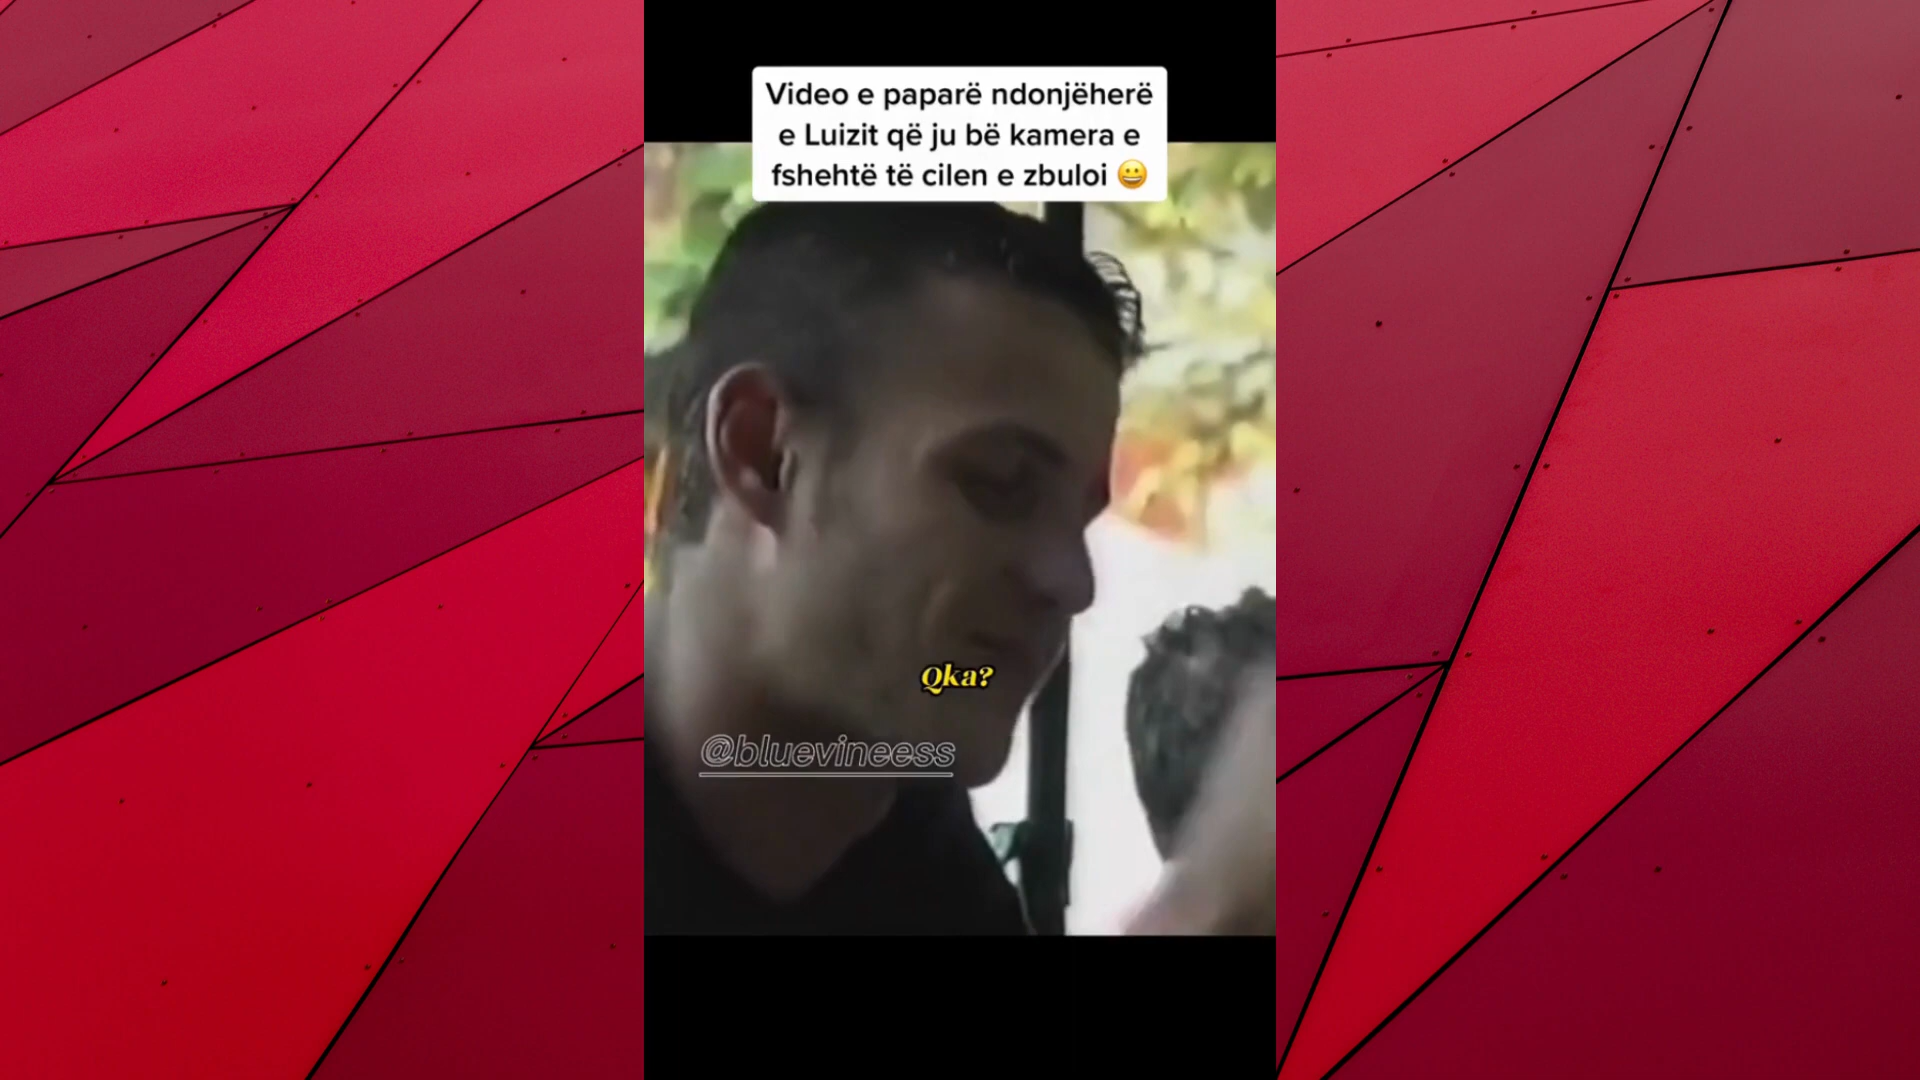 Video e paparë ndonjëherë
e Luizit që ju bë kamera e
fshehtë të cilen e zbuloi 😀
Qka?
@bluevineess